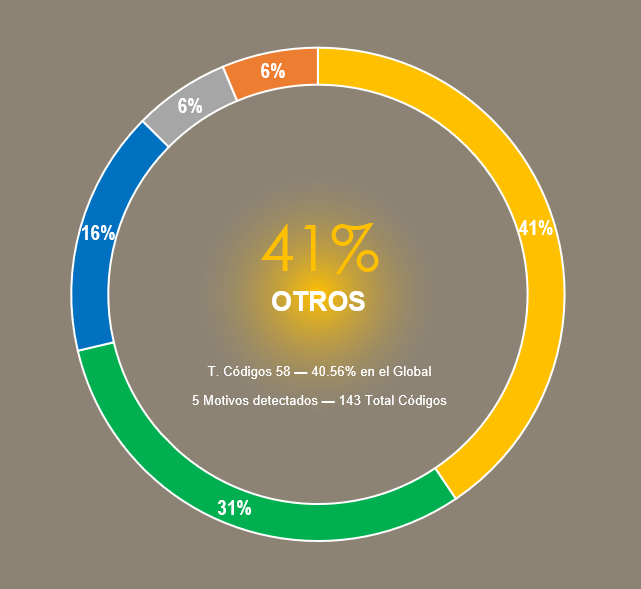 6%
6%
41%
16%
41%
OTROS
T. Códigos 58 — 40.56% en el Global
5 Motivos detectados — 143 Total Códigos
31%